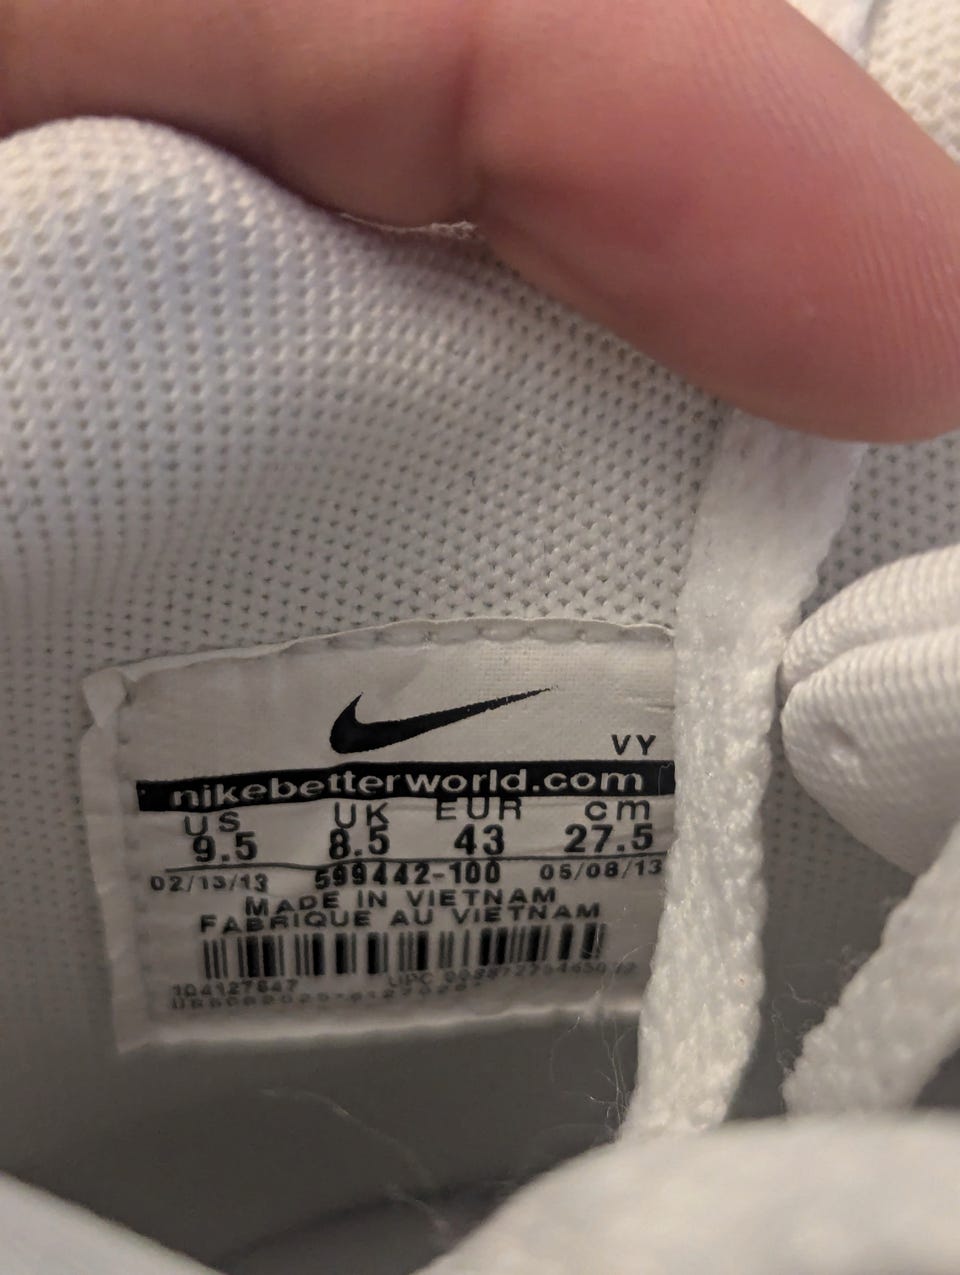 VY
nikebetterworld.com
US UK EUR cm
9.5 8.5 43 27.5
02/13/13 599442-100 05/08/13
MADE IN VIETNAM
FABRIQUE AU VIETNAM
UPC